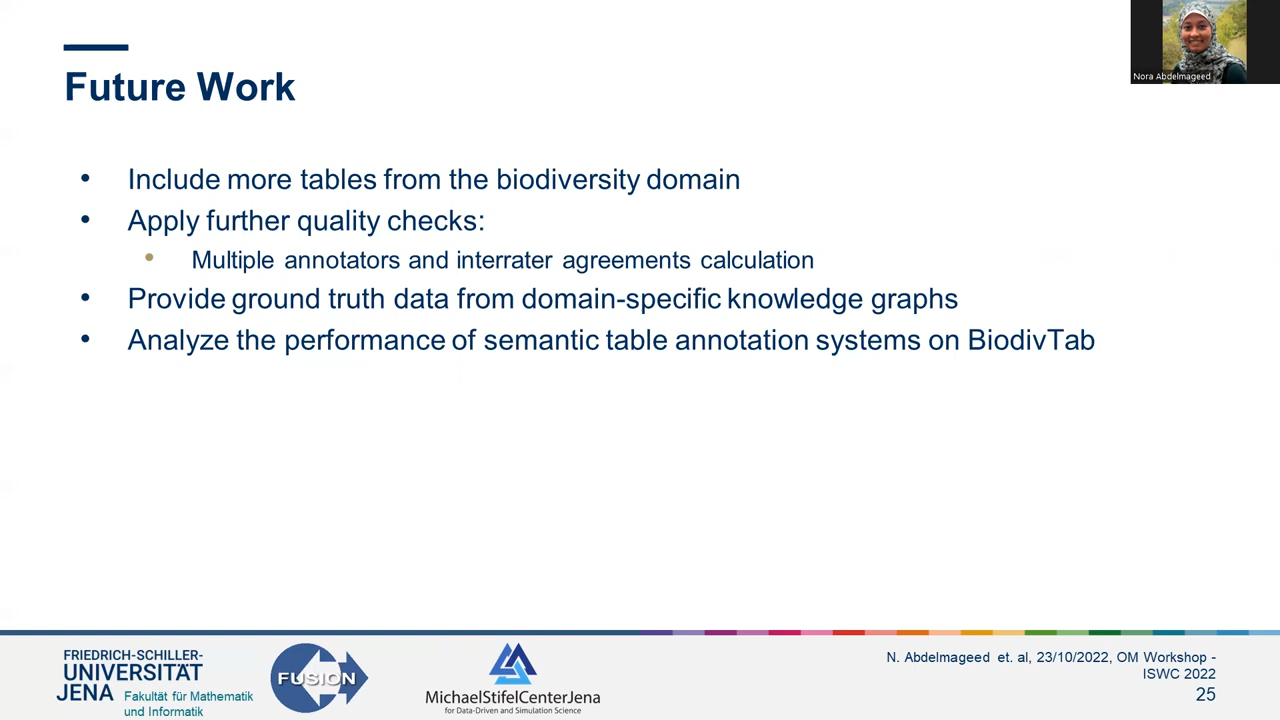 Nora Abdelmageed
Future Work
• Include more tables from the biodiversity domain
• Apply further quality checks:
• Multiple annotators and interrater agreements calculation
• Provide ground truth data from domain-specific knowledge graphs
• Analyze the performance of semantic table annotation systems on BiodivTab
FRIEDRICH-SCHILLER-
UNIVERSITÄT
JENA
Fakultät für Mathematik
und Informatik
FUSION
MichaelStifelCenterJena
for Data-Driven and Simulation Science
N. Abdelmageed et. al, 23/10/2022, OM Workshop -
ISWC 2022
25